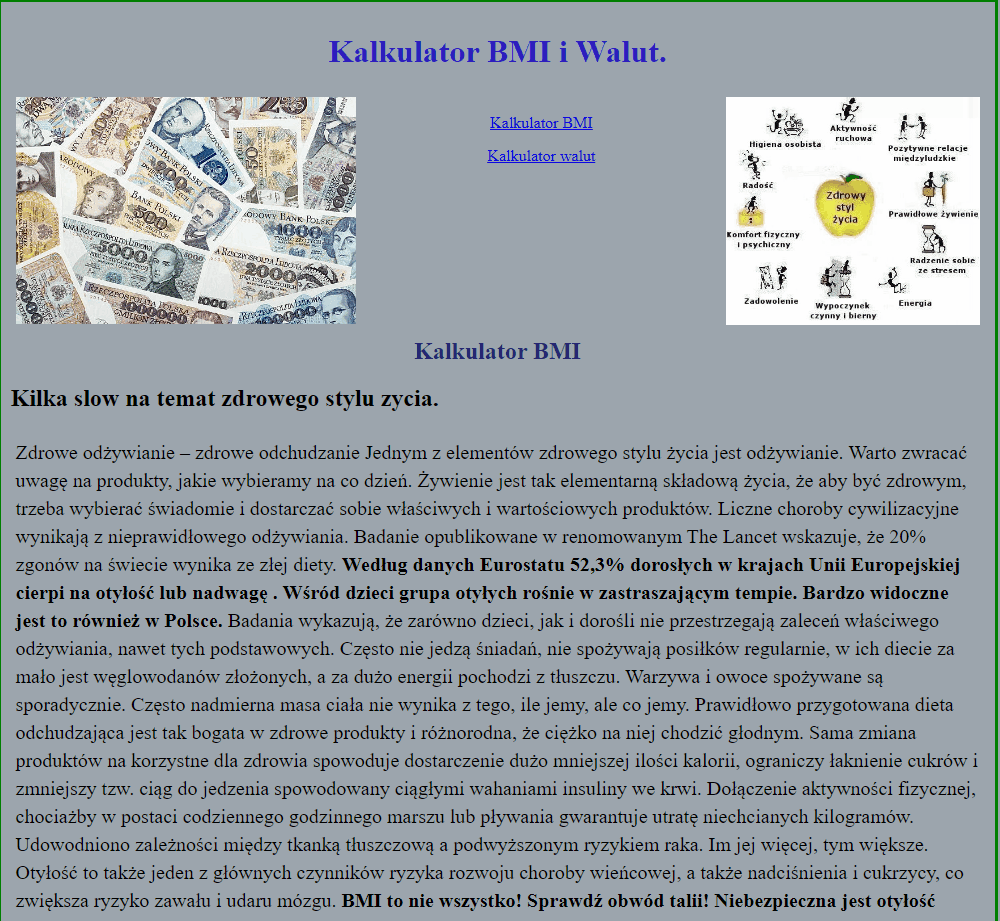 Kalkulator BMI i Walut.
Kalkulator BMI
Kalkulator walut
BANK POLSKI
500
NARODOWY BANK POLSKI
1000
5000
2000
1000000
Higiena osobista
Aktywność
ruchowa
Pozytywne relacje
międzyludzkie
Radość
Zdrowy
styl
życia
Prawidłowe żywienie
Komfort fizyczny
i psychiczny
Radzenie sobie
ze stresem
Zadowolenie
Wypoczynek
czynny i bierny
Energia
Kalkulator BMI
Kilka slow na temat zdrowego stylu zycia.
Zdrowe odżywianie – zdrowe odchudzanie Jednym z elementów zdrowego stylu życia jest odżywianie. Warto zwracać
uwagę na produkty, jakie wybieramy na co dzień. Żywienie jest tak elementarną składową życia, że aby być zdrowym,
trzeba wybierać świadomie i dostarczać sobie właściwych i wartościowych produktów. Liczne choroby cywilizacyjne
wynikają z nieprawidłowego odżywiania. Badanie opublikowane w renomowanym The Lancet wskazuje, że 20%
zgonów na świecie wynika ze złej diety. Według danych Eurostatu 52,3% dorosłych w krajach Unii Europejskiej
cierpi na otyłość lub nadwagę . Wśród dzieci grupa otyłych rośnie w zastraszającym tempie. Bardzo widoczne
jest to również w Polsce. Badania wykazują, że zarówno dzieci, jak i dorośli nie przestrzegają zaleceń właściwego
odżywiania, nawet tych podstawowych. Często nie jedzą śniadań, nie spożywają posiłków regularnie, w ich diecie za
mało jest węglowodanów złożonych, a za dużo energii pochodzi z tłuszczu. Warzywa i owoce spożywane są
sporadycznie. Często nadmierna masa ciała nie wynika z tego, ile jemy, ale co jemy. Prawidłowo przygotowana dieta
odchudzająca jest tak bogata w zdrowe produkty i różnorodna, że ciężko na niej chodzić głodnym. Sama zmiana
produktów na korzystne dla zdrowia spowoduje dostarczenie dużo mniejszej ilości kalorii, ograniczy łaknienie cukrów i
zmniejszy tzw. ciąg do jedzenia spowodowany ciągłymi wahaniami insuliny we krwi. Dołączenie aktywności fizycznej,
chociażby w postaci codziennego godzinnego marszu lub pływania gwarantuje utratę niechcianych kilogramów.
Udowodniono zależności między tkanką tłuszczową a podwyższonym ryzykiem raka. Im jej więcej, tym większe.
Otyłość to także jeden z głównych czynników ryzyka rozwoju choroby wieńcowej, a także nadciśnienia i cukrzycy, co
zwiększa ryzyko zawału i udaru mózgu. BMI to nie wszystko! Sprawdź obwód talii! Niebezpieczna jest otyłość